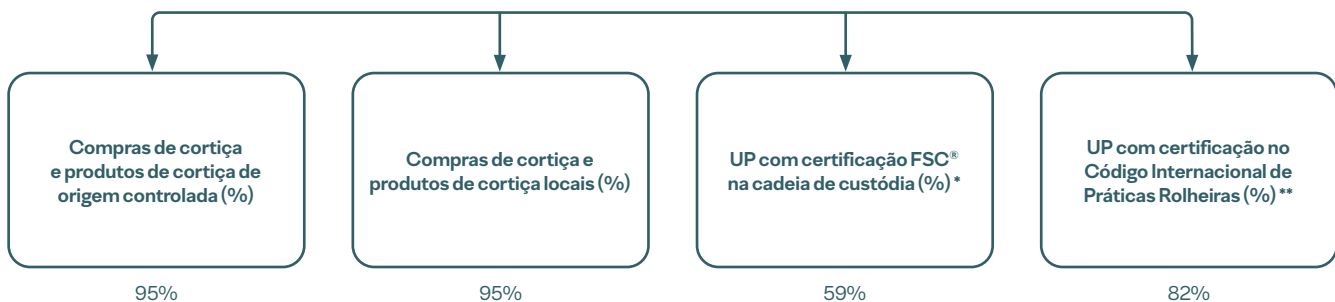 Compras de cortiça
e produtos de cortiça de
origem controlada (%)
95%
Compras de cortiça e
produtos de cortiça locais (%)
95%
UP com certificação FSC®
na cadeia de custódia (%) *
59%
UP com certificação no
Código Internacional de
Práticas Rolheiras (%) **
82%